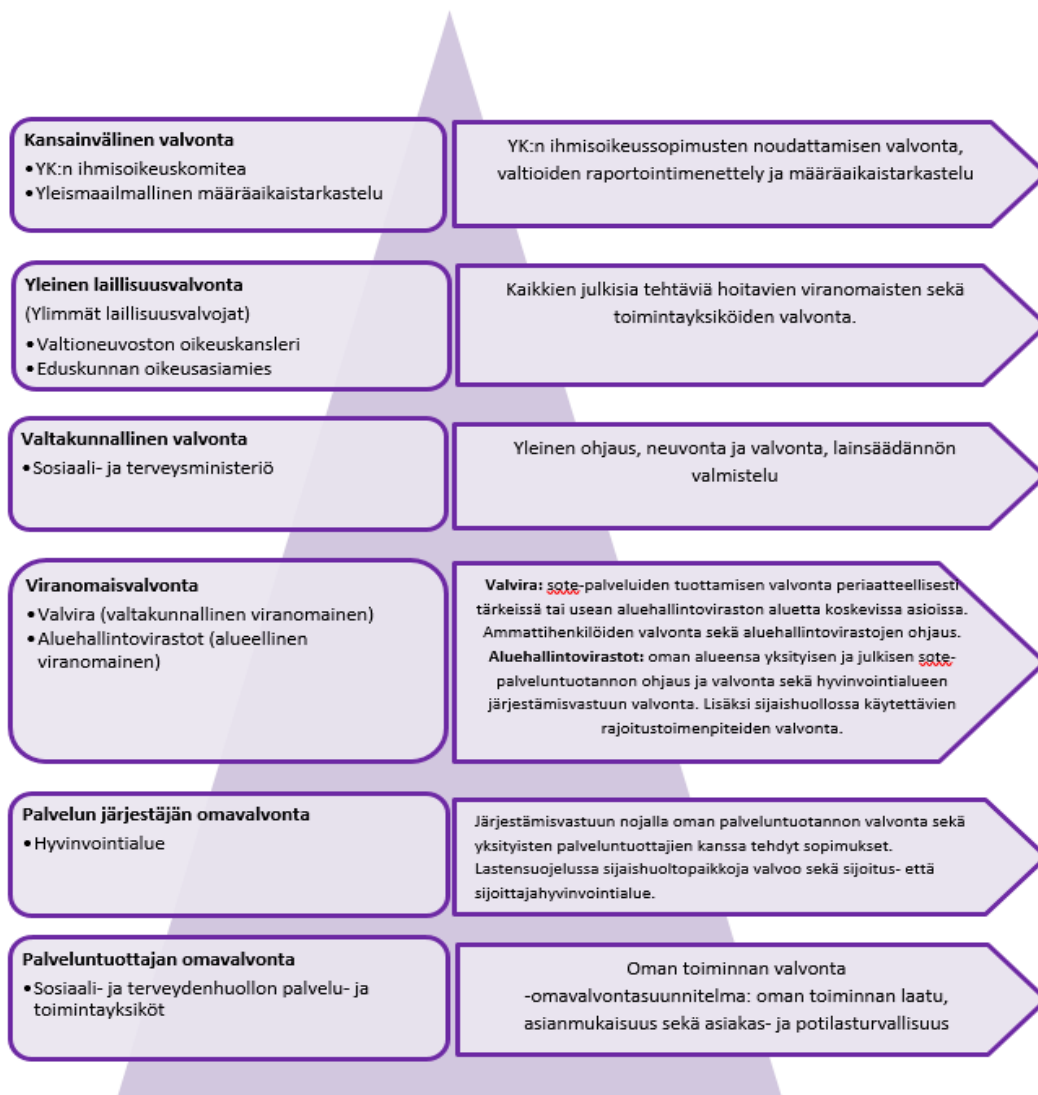 Kansainvälinen valvonta
•YK:n ihmisoikeuskomitea
•Yleismaailmallinen määräaikaistarkastelu
YK:n ihmisoikeussopimusten noudattamisen valvonta,
valtioiden raportointimenettely ja määräaikaistarkastelu
Yleinen laillisuusvalvonta
(Ylimmät laillisuusvalvojat)
•Valtioneuvoston oikeuskansleri
•Eduskunnan oikeusasiamies
Kaikkien julkisia tehtäviä hoitavien viranomaisten sekä
toimintayksiköiden valvonta.
Valtakunnallinen valvonta
•Sosiaali- ja terveysministeriö
Yleinen ohjaus, neuvonta ja valvonta, lainsäädännön
valmistelu
Viranomaisvalvonta
•Valvira (valtakunnallinen viranomainen)
•Aluehallintovirastot (alueellinen
viranomainen)
Valvira: sote-palveluiden tuottamisen valvonta periaatteellisesti
tärkeissä tai usean aluehallintoviraston aluetta koskevissa asioissa.
Ammattihenkilöiden valvonta sekä aluehallintovirastojen ohjaus.
Aluehallintovirastot: oman alueensa yksityisen ja julkisen sote-
palveluntuotannon ohjaus ja valvonta sekä hyvinvointialueen
järjestämisvastuun valvonta. Lisäksi sijaishuollossa käytettävien
rajoitustoimenpiteiden valvonta.
Palvelun järjestäjän omavalvonta
•Hyvinvointialue
Järjestämisvastuun nojalla oman palveluntuotannon valvonta sekä
yksityisten palveluntuottajien kanssa tehdyt sopimukset.
Lastensuojelussa sijaishuoltopaikkoja valvoo sekä sijoitus- että
sijoittajahyvinvointialue.
Palveluntuottajan omavalvonta
•Sosiaali- ja terveydenhuollon palvelu- ja
toimintayksiköt
Oman toiminnan valvonta
-omavalvontasuunnitelma: oman toiminnan laatu,
asianmukaisuus sekä asiakas- ja potilasturvallisuus